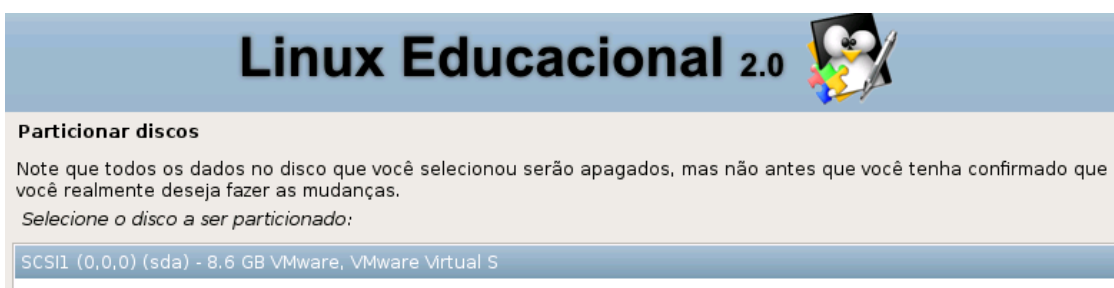 Linux Educacional 2.0
Particionar discos
Note que todos os dados no disco que você selecionou serão apagados, mas não antes que você tenha confirmado que
você realmente deseja fazer as mudanças.
Selecione o disco a ser particionado:
SCSI1 (0,0,0) (sda) - 8.6 GB VMware, VMware Virtual S